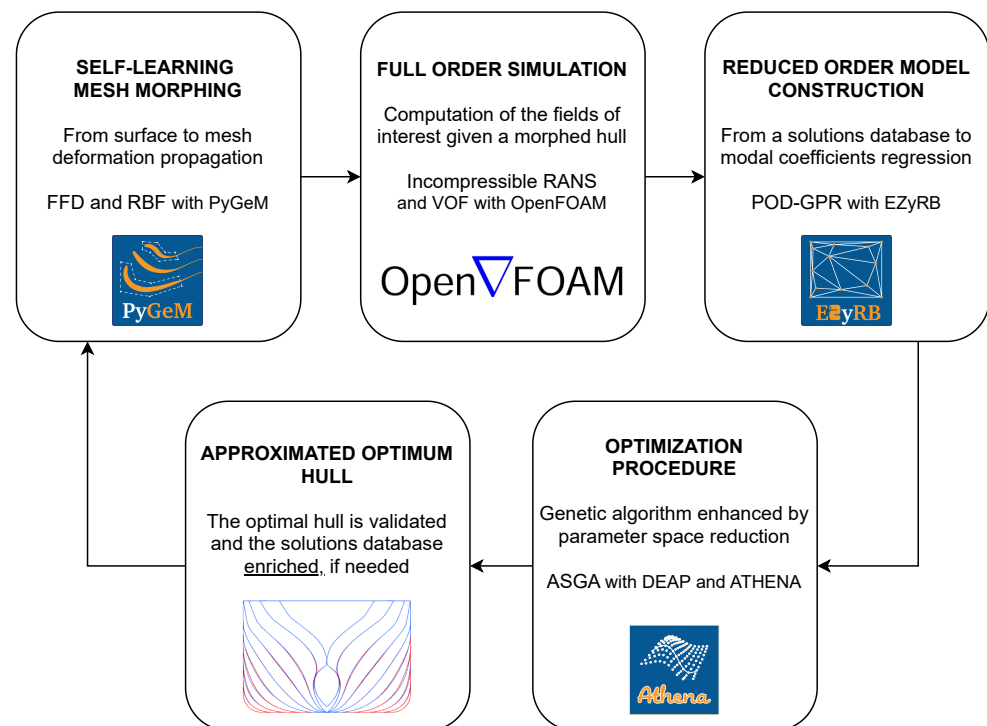 SELF-LEARNING
MESH MORPHING
From surface to mesh
deformation propagation
FFD and RBF with PyGeM
PyGeM
FULL ORDER SIMULATION
Computation of the fields of
interest given a morphed hull
Incompressible RANS
and VOF with OpenFOAM
Open∇FOAM
REDUCED ORDER MODEL
CONSTRUCTION
From a solutions database to
modal coefficients regression
POD-GPR with EZyRB
EZyRB
APPROXIMATED OPTIMUM
HULL
The optimal hull is validated
and the solutions database
enriched, if needed
OPTIMIZATION
PROCEDURE
Genetic algorithm enhanced by
parameter space reduction
ASGA with DEAP and ATHENA
Athena